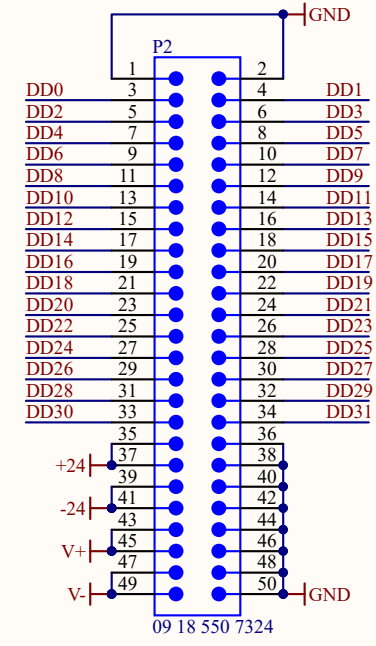 GND
P2
1 2
DD0 3 4 DD1
DD2 5 6 DD3
DD4 7 8 DD5
DD6 9 10 DD7
DD8 11 12 DD9
DD10 13 14 DD11
DD12 15 16 DD13
DD14 17 18 DD15
DD16 19 20 DD17
DD18 21 22 DD19
DD20 23 24 DD21
DD22 25 26 DD23
DD24 27 28 DD25
DD26 29 30 DD27
DD28 31 32 DD29
DD30 33 34 DD31
35 36
+24 37 38
39 40
-24 41 42
43 44
V+ 45 46
47 48
V- 49 50 GND
09 18 550 7324